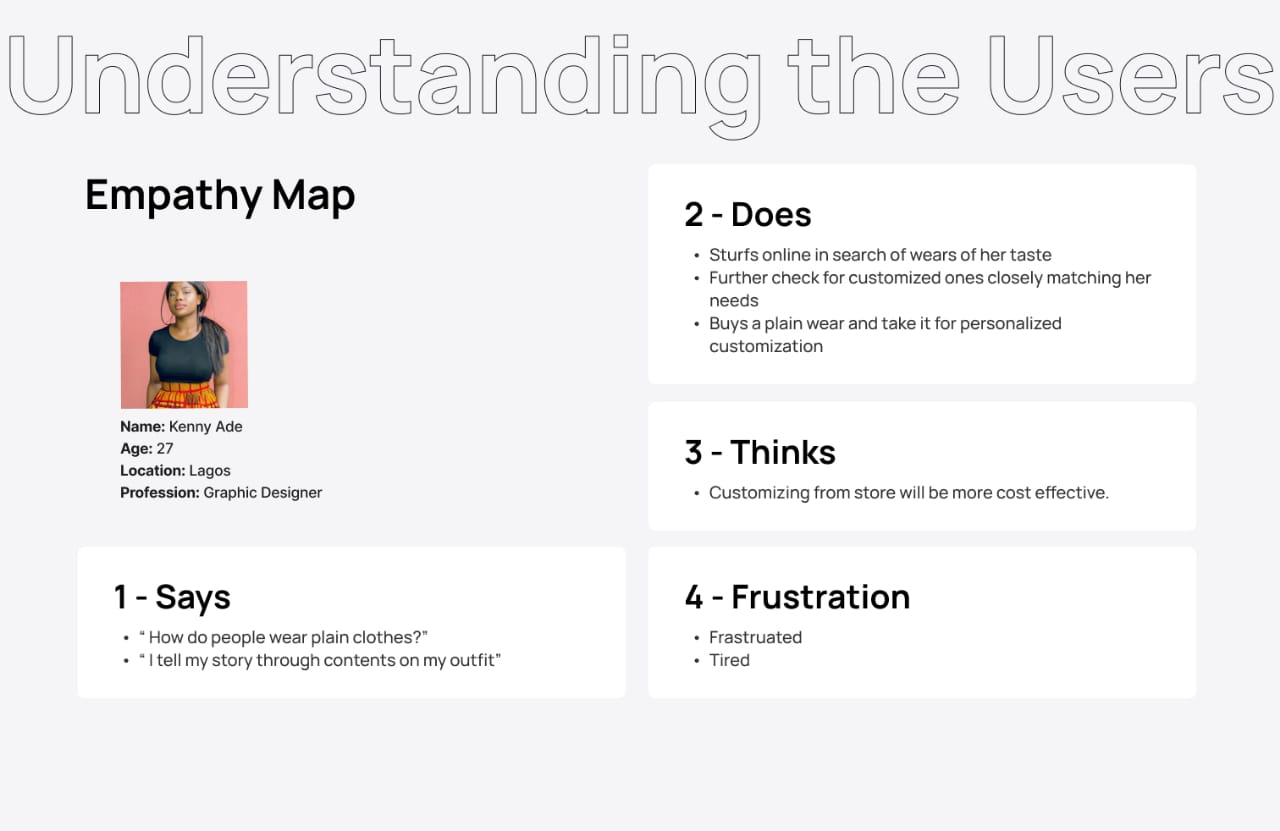 Understanding the Users
Empathy Map
Name: Kenny Ade
Age: 27
Location: Lagos
Profession: Graphic Designer
1 - Says
• “ How do people wear plain clothes?”
• “ I tell my story through contents on my outfit”
2 - Does
• Sturfs online in search of wears of her taste
• Further check for customized ones closely matching her
needs
• Buys a plain wear and take it for personalized
customization
3 - Thinks
• Customizing from store will be more cost effective.
4 - Frustration
• Frastruated
• Tired